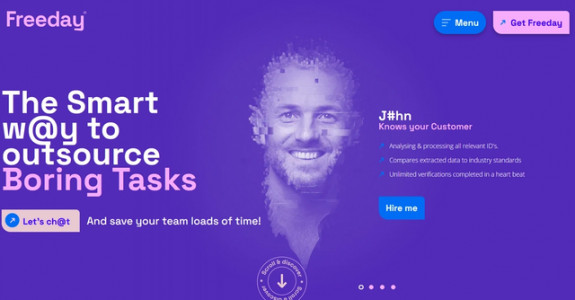 Freeday
Menu
Get Freeday
The Smart
w@y to
outsource
Boring Tasks
Let's ch@t
And save your team loads of time!
J#hn
Knows your Customer
Analysing & processing all relevant ID's.
Compares extracted data to industry standards
Unlimited verifications completed in a heart beat
Hire me
Scroll & discover
Scroll & discover